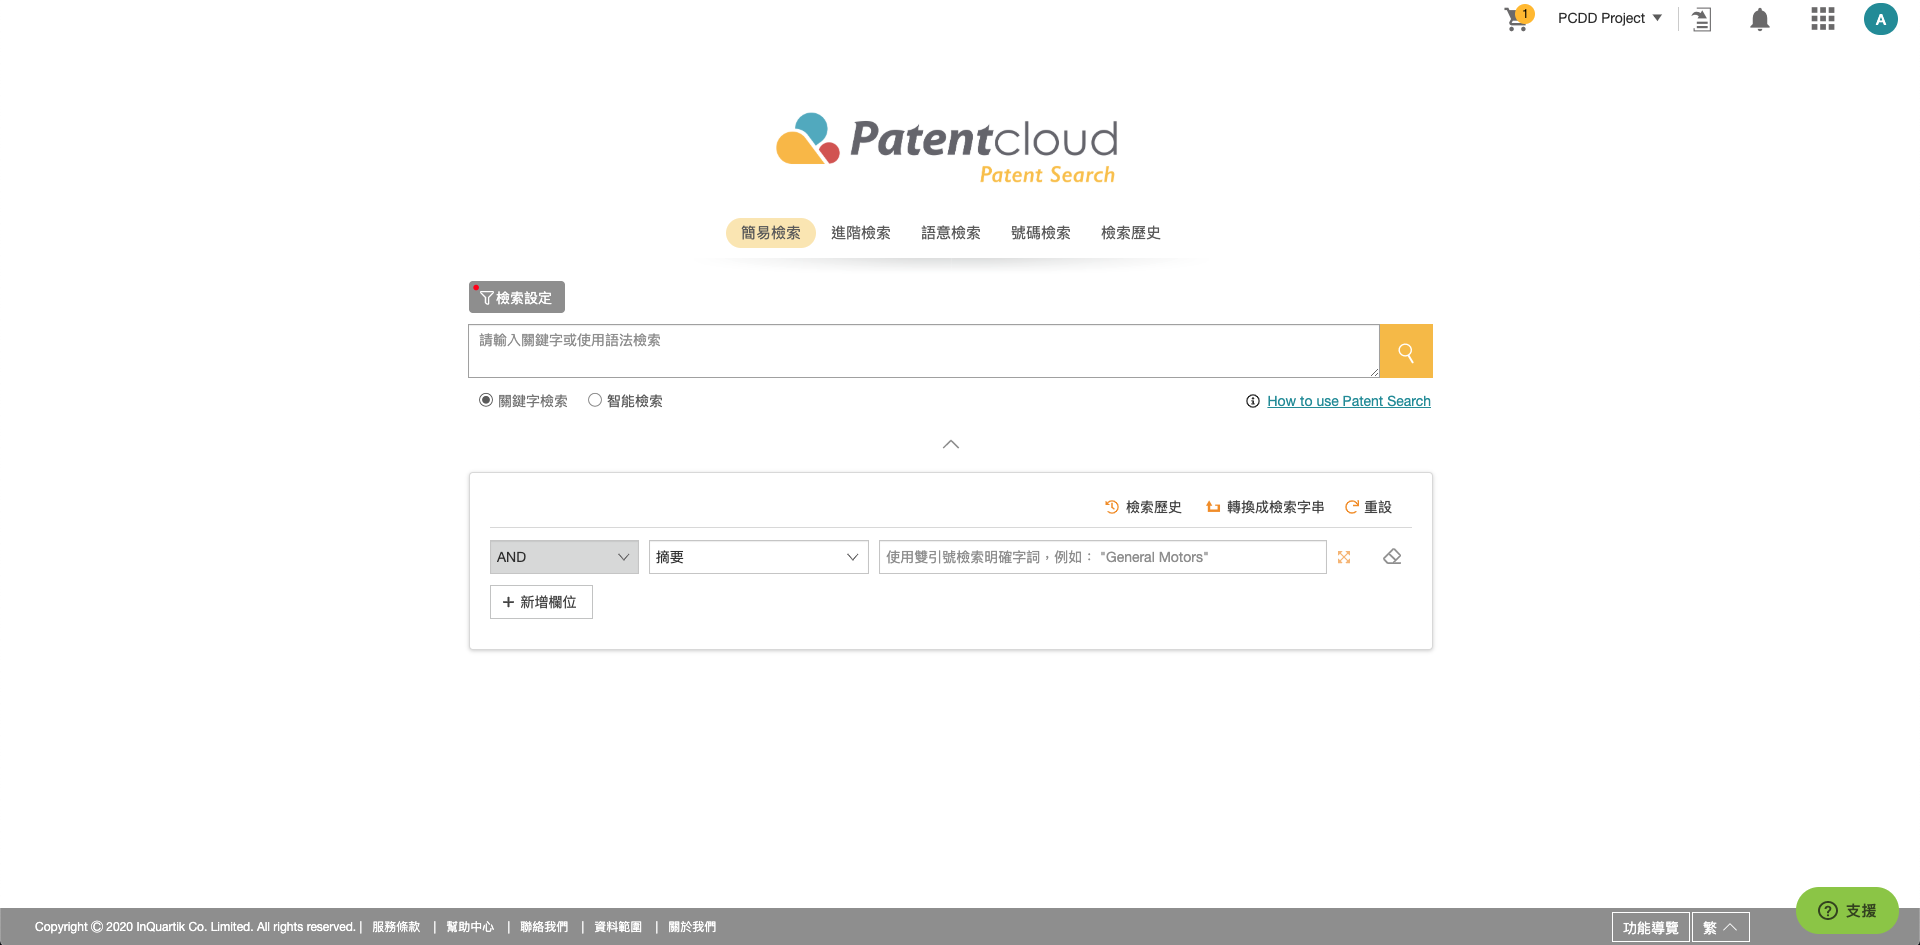 1
PCDD Project
A
Patentcloud
Patent Search
簡易檢索 進階檢索 語意檢索 號碼檢索 檢索歷史
檢索設定
請輸入關鍵字或使用語法檢索
關鍵字檢索 智能檢索 How to use Patent Search
檢索歷史 轉換成檢索字串 重設
AND 摘要 使用雙引號檢索明確字詞，例如： "General Motors"
+ 新增欄位
Copyright © 2020 InQuartik Co. Limited. All rights reserved. | 服務條款 | 幫助中心 | 聯絡我們 | 資料範圍 | 關於我們
功能導覽 繁
支援